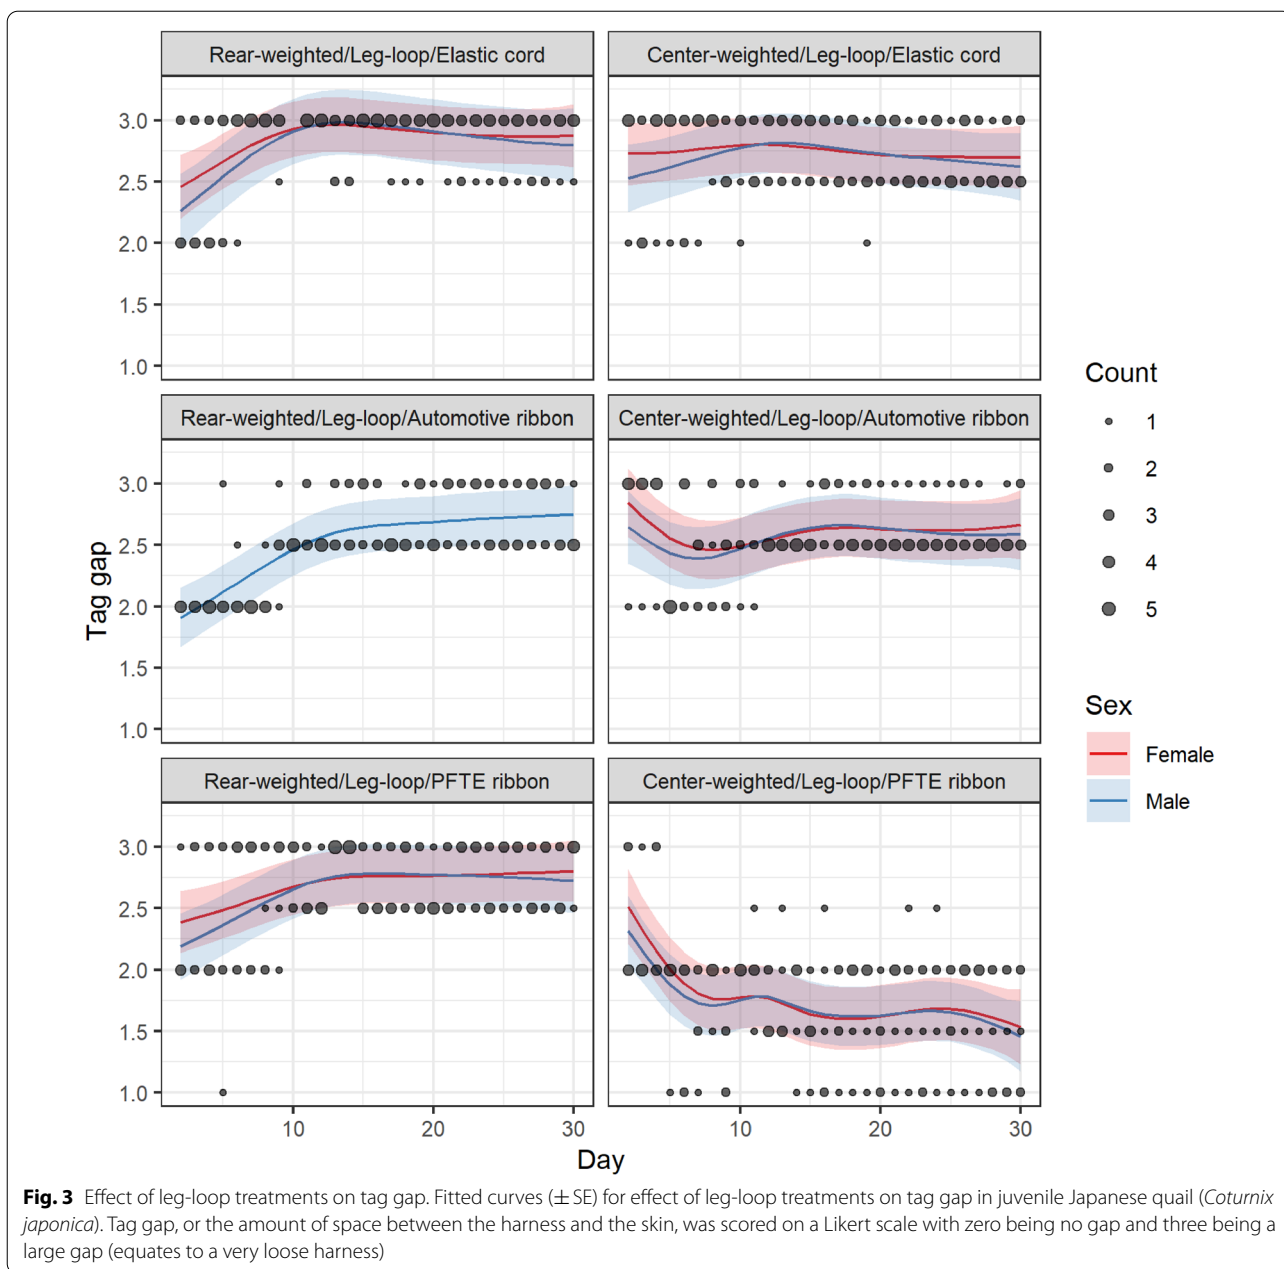 Rear-weighted/Leg-loop/Elastic cord
Center-weighted/Leg-loop/Elastic cord
3.0
2.5
2.0
1.5
1.0
Rear-weighted/Leg-loop/Automotive ribbon
Center-weighted/Leg-loop/Automotive ribbon
3.0
2.5
2.0
1.5
1.0
Tag gap
Rear-weighted/Leg-loop/PFTE ribbon
Center-weighted/Leg-loop/PFTE ribbon
3.0
2.5
2.0
1.5
1.0
10 20 30 10 20 30
Day
Count
1
2
3
4
5
Sex
Female
Male
Fig. 3 Effect of leg-loop treatments on tag gap. Fitted curves (± SE) for effect of leg-loop treatments on tag gap in juvenile Japanese quail (Coturnix
japonica). Tag gap, or the amount of space between the harness and the skin, was scored on a Likert scale with zero being no gap and three being a
large gap (equates to a very loose harness)